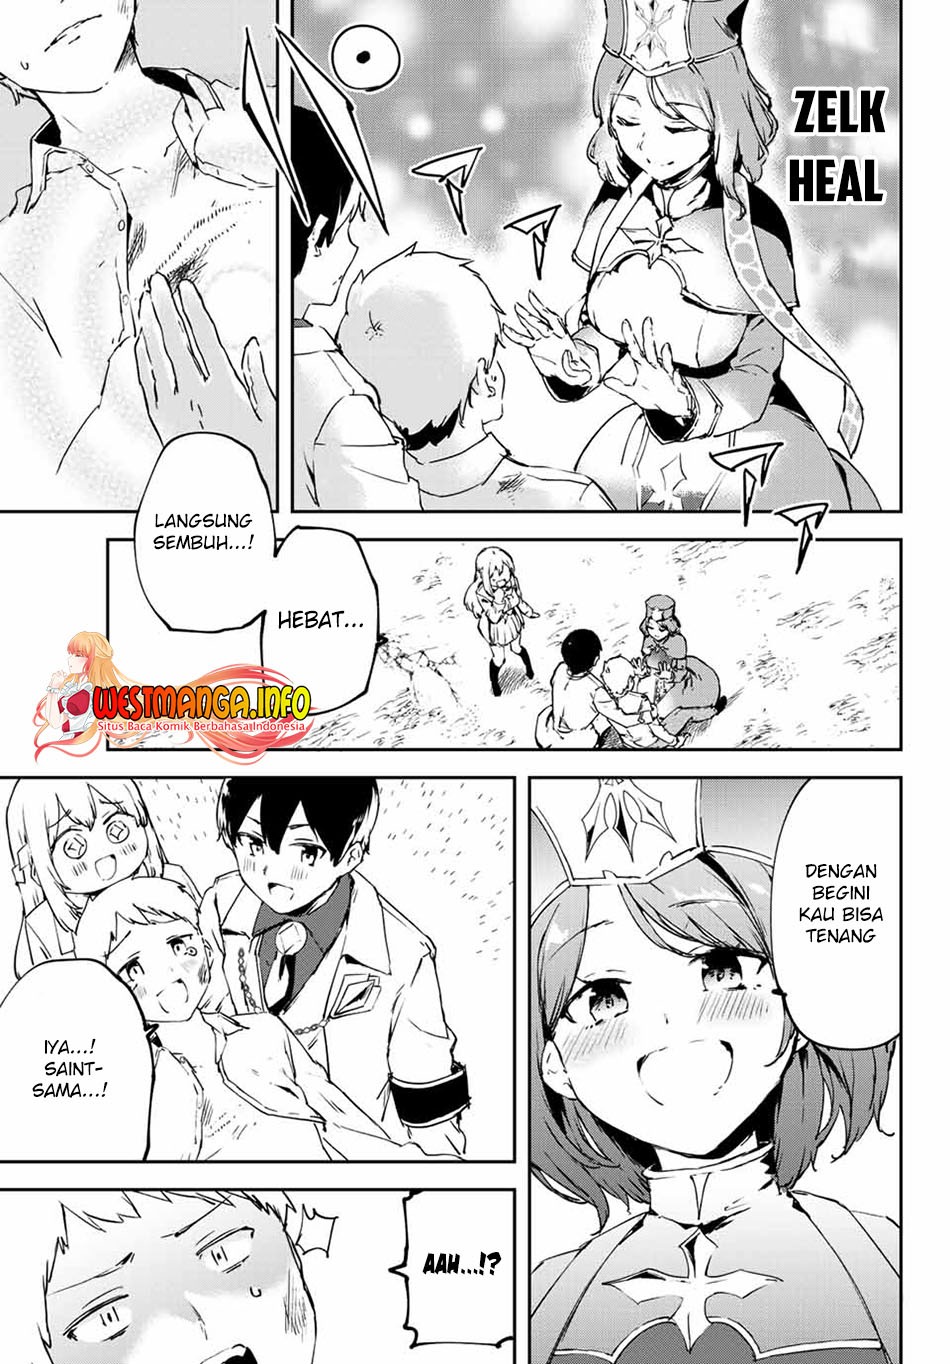 ZELK
HEAL
LANGSUNG
SEMBUH...!
HEBAT...
WESTMANGA.INFO
Situs Baca Komik Berbahasa Indonesia
DENGAN
BEGINI
KAU BISA
TENANG
IYA...!
SAINT-
SAMA...!
AAH...!?